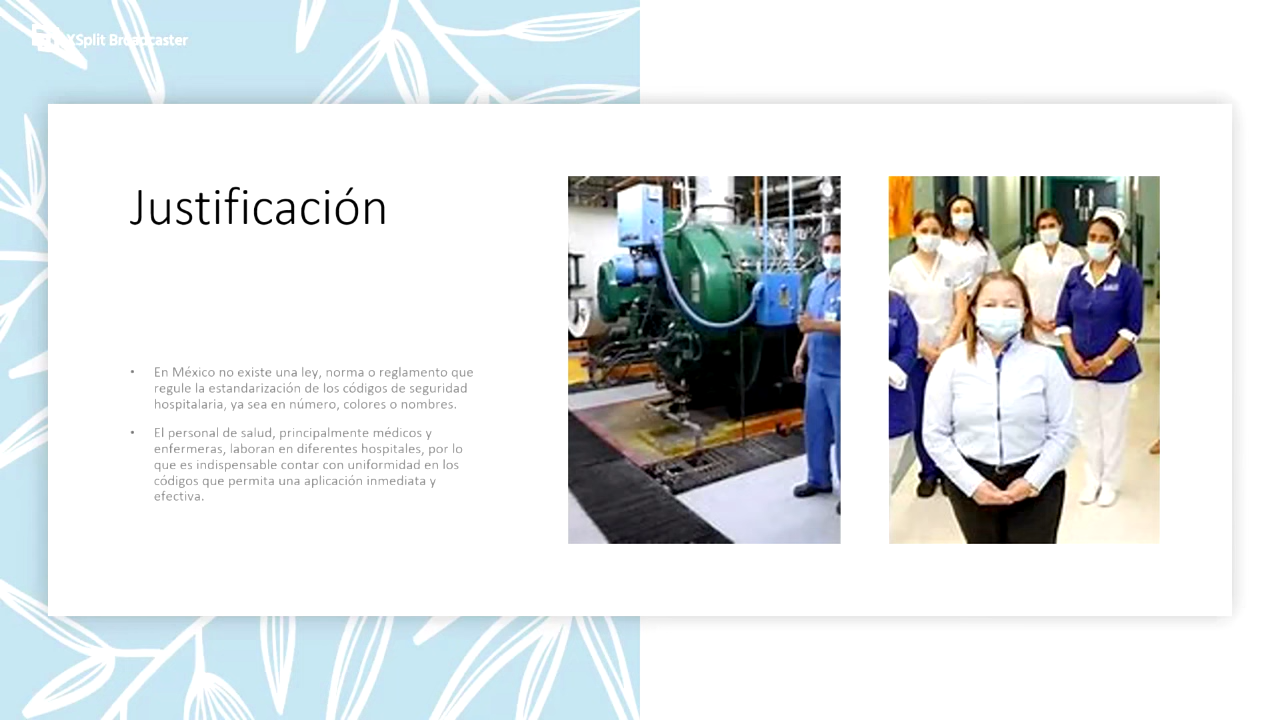 XSplit Broadcaster
Justificación
• En México no existe una ley, norma o reglamento que
regule la estandarización de los códigos de seguridad
hospitalaria, ya sea en número, colores o nombres.
• El personal de salud, principalmente médicos y
enfermeras, laboran en diferentes hospitales, por lo
que es indispensable contar con uniformidad en los
códigos que permita una aplicación inmediata y
efectiva.